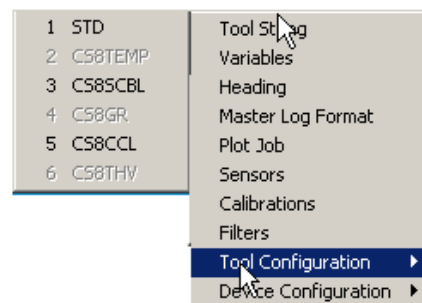 1 STD
2 CS8TEMP
3 CS8SCBL
4 CS8GR
5 CS8CCL
6 CS8THV
Tool
Variables
Heading
Master Log Format
Plot Job
Sensors
Calibrations
Filters
Tool Configuration
Device Configuration